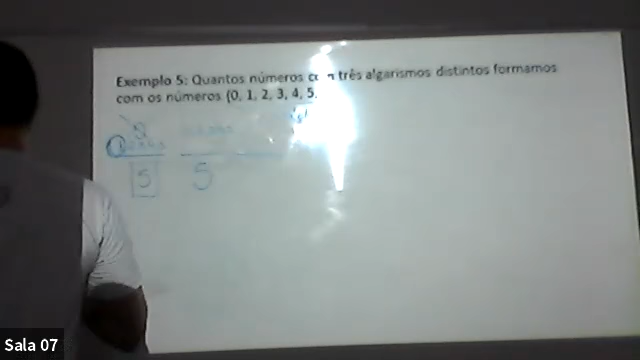 Exemplo 5: Quantos números com três algarismos distintos formamos
com os números {0, 1, 2, 3, 4, 5
5 5
Sala 07